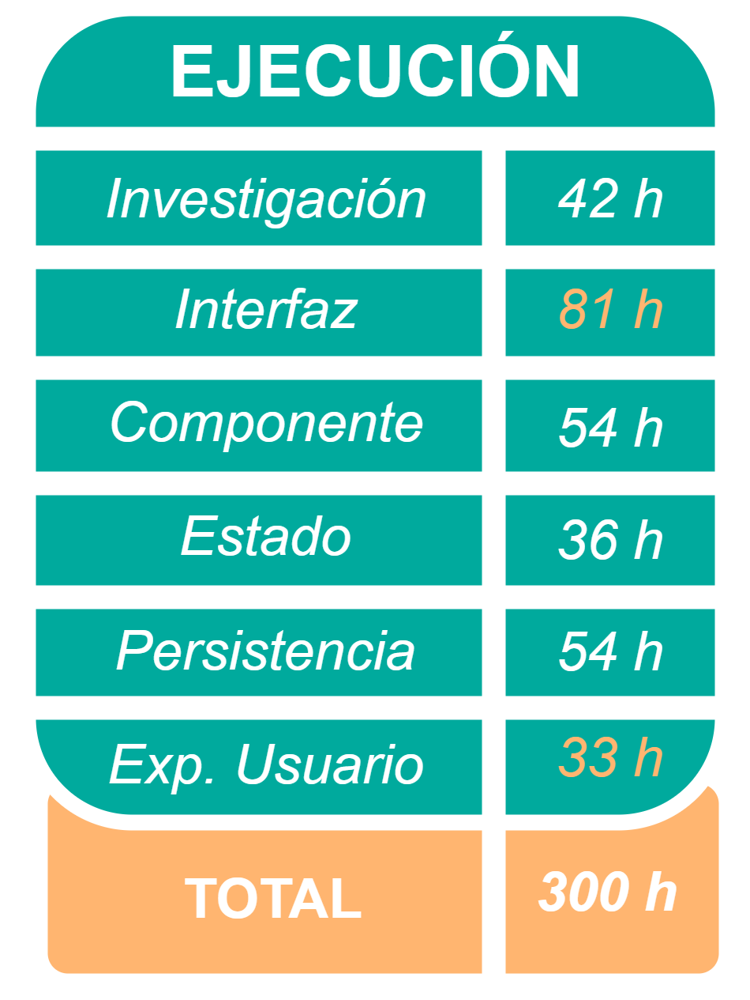 EJECUCIÓN
Investigación 42 h
Interfaz 81 h
Componente 54 h
Estado 36 h
Persistencia 54 h
Exp. Usuario 33 h
TOTAL 300 h